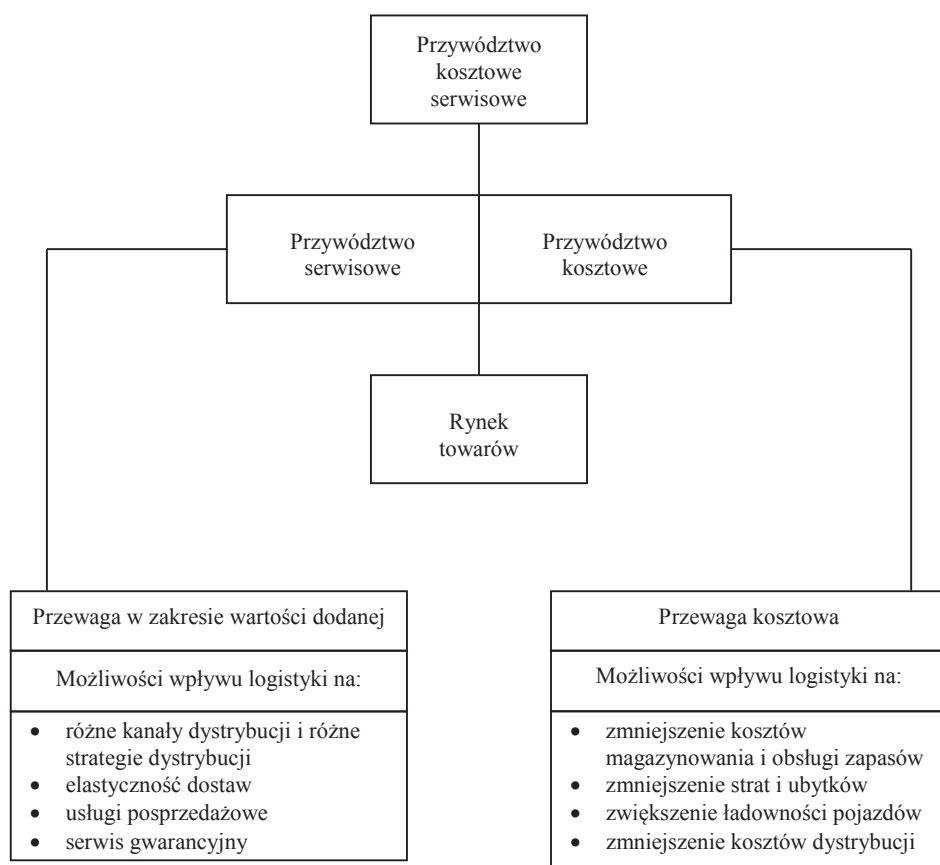 Przywództwo
kosztowe
serwisowe
Przywództwo
serwisowe
Przywództwo
kosztowe
Rynek
towarów
Przewaga w zakresie wartości dodanej
Możliwości wpływu logistyki na:
• różne kanały dystrybucji i różne
strategie dystrybucji
• elastyczność dostaw
• usługi posprzedażowe
• serwis gwarancyjny
Przewaga kosztowa
Możliwości wpływu logistyki na:
• zmniejszenie kosztów
magazynowania i obsługi zapasów
• zmniejszenie strat i ubytków
• zwiększenie ładowności pojazdów
• zmniejszenie kosztów dystrybucji